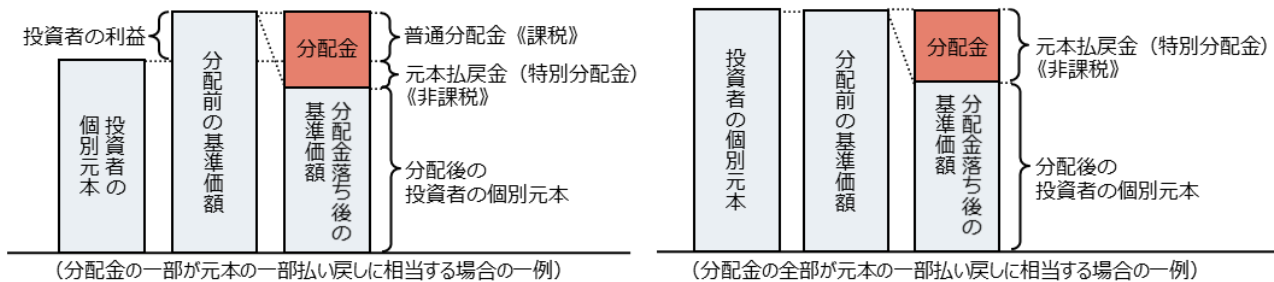 投資者の利益
投資者の
個別元本
分配前の基準価額
分配金
分配金落ち後の
基準価額
普通分配金《課税》
元本払戻金（特別分配金）
《非課税》
分配後の
投資者の個別元本
（分配金の一部が元本の一部払い戻しに相当する場合の一例）
投資者の個別元本
分配前の基準価額
分配金
分配金落ち後の
基準価額
元本払戻金（特別分配金）
《非課税》
分配後の
投資者の個別元本
（分配金の全部が元本の一部払い戻しに相当する場合の一例）